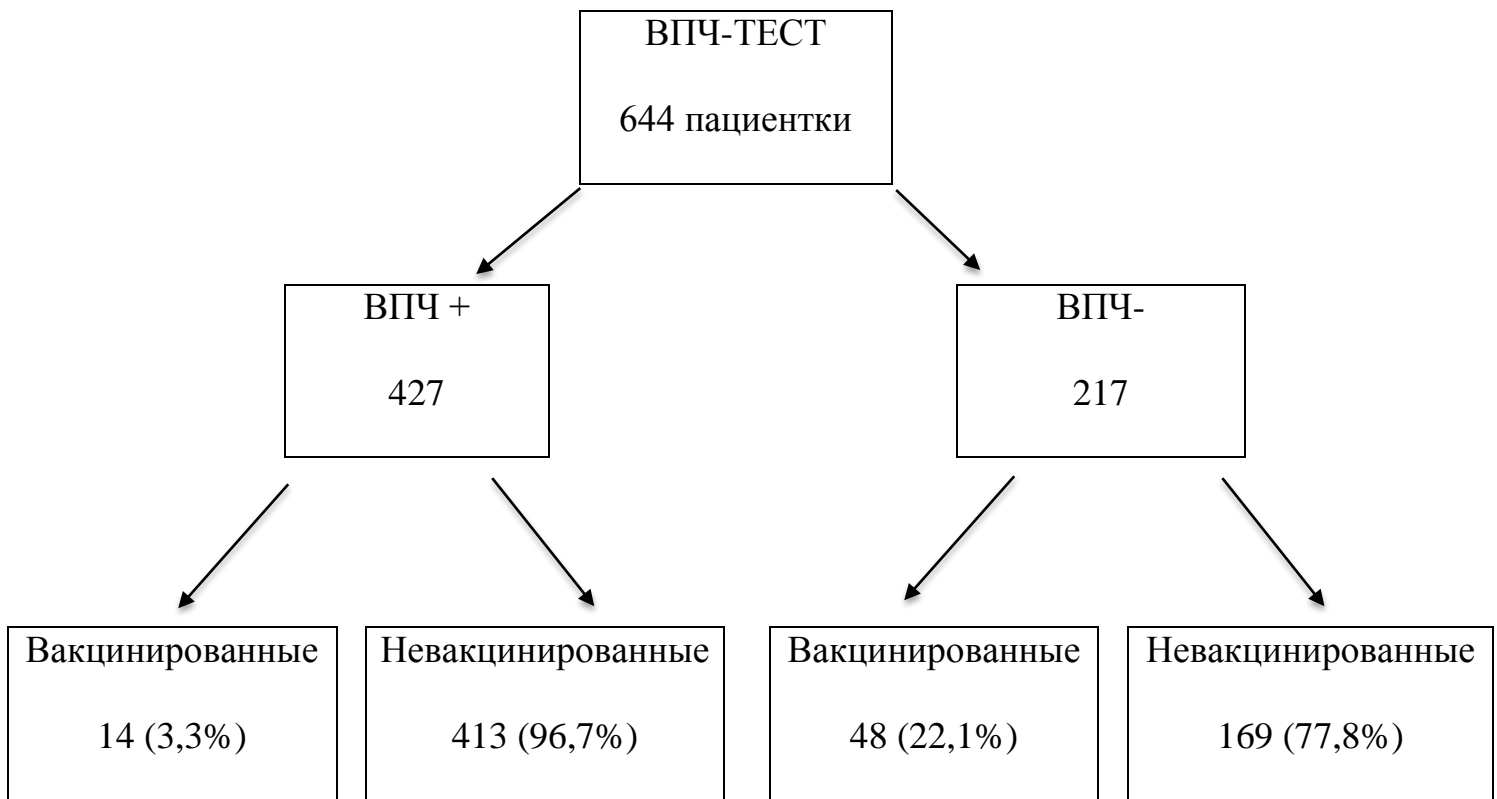 ВПЧ-ТЕСТ
644 пациентки
ВПЧ +
427
ВПЧ-
217
Вакцинированные
14 (3,3%)
Невакцинированные
413 (96,7%)
Вакцинированные
48 (22,1%)
Невакцинированные
169 (77,8%)